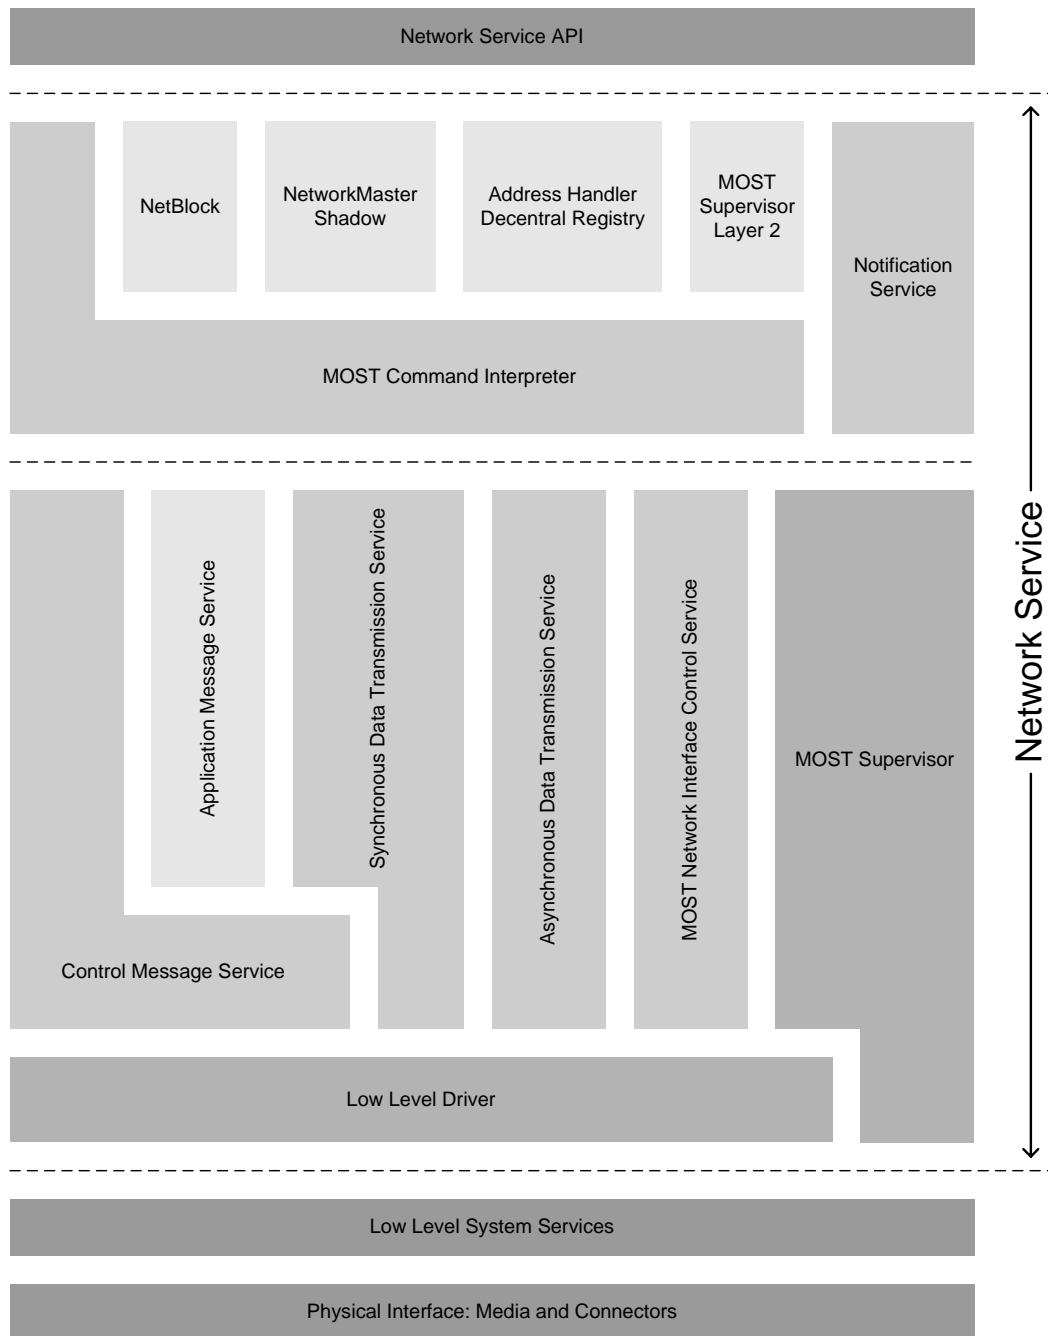 Network Service API
NetBlock
NetworkMaster
Shadow
Address Handler
Decentral Registry
MOST
Supervisor
Layer 2
Notification
Service
MOST Command Interpreter
Network Service
Application Message Service
Synchronous Data Transmission Service
Asynchronous Data Transmission Service
MOST Network Interface Control Service
MOST Supervisor
Control Message Service
Low Level Driver
Low Level System Services
Physical Interface: Media and Connectors